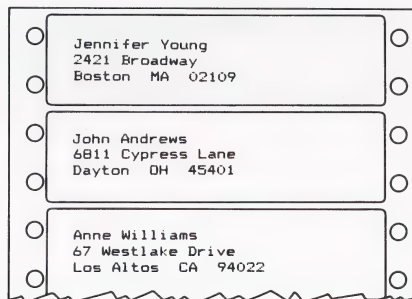 Jennifer Young
2421 Broadway
Boston  MA  02109
John Andrews
6811 Cypress Lane
Dayton  OH  45401
Anne Williams
67 Westlake Drive
Los Altos  CA  94022